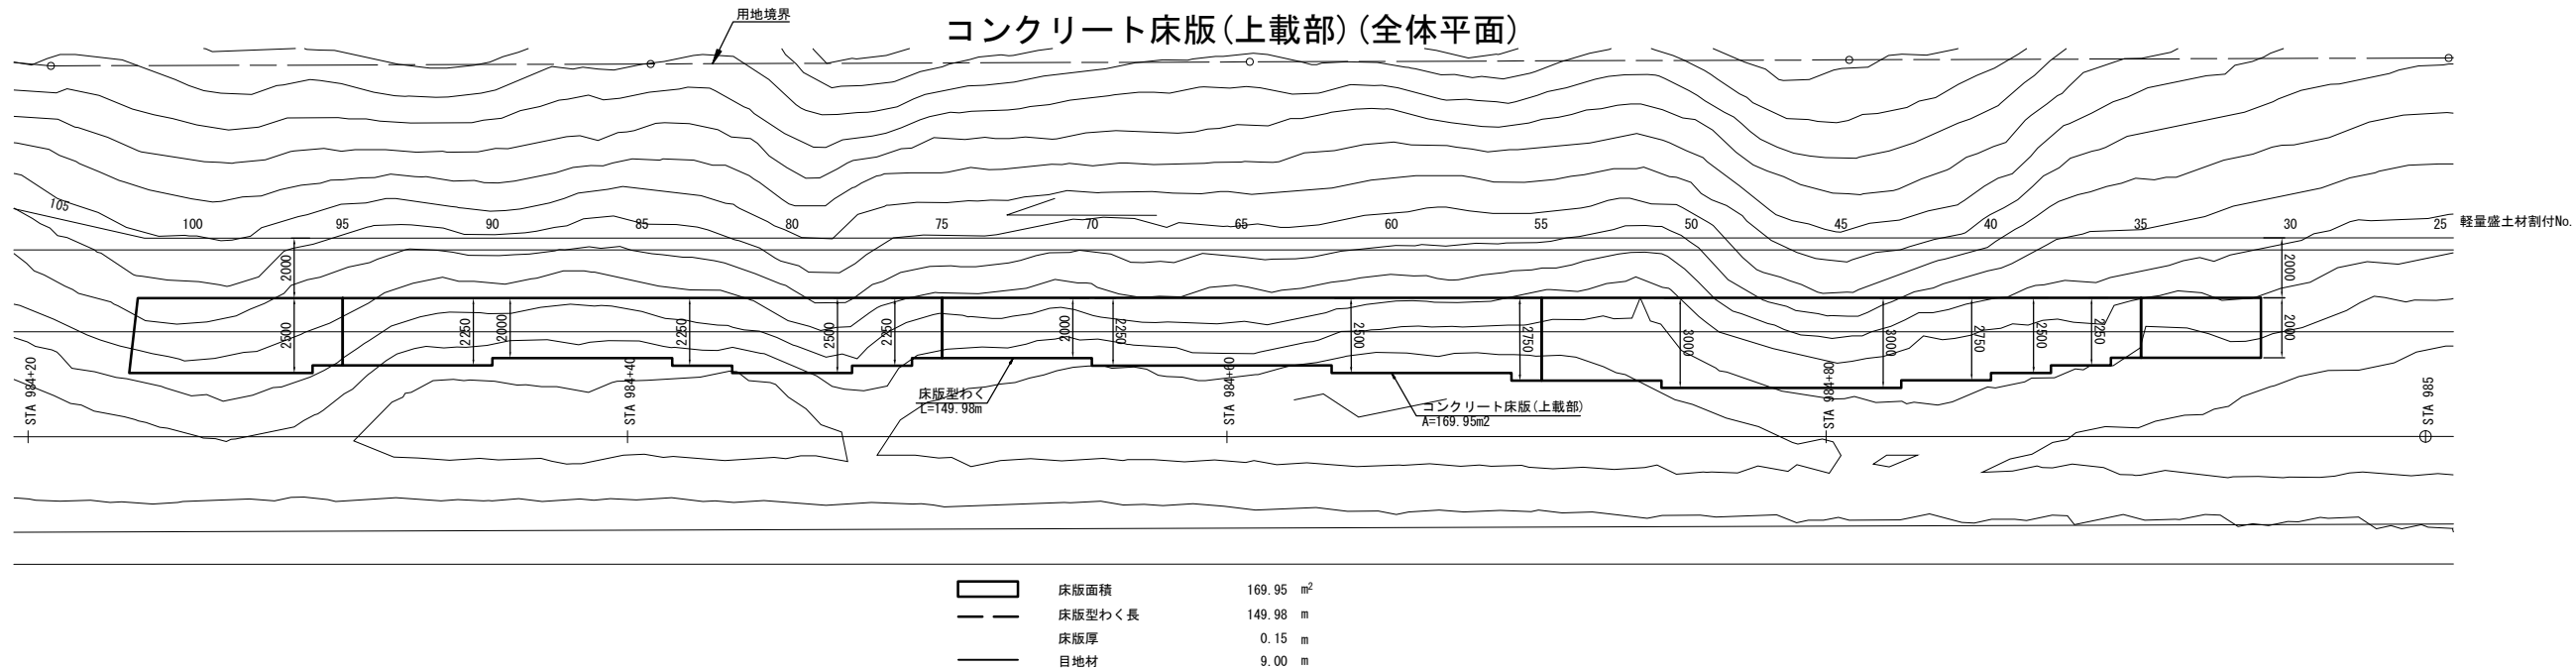 コンクリート床版(上載部)(全体平面)
用地境界
105 100 95 90 85 80 75 70 65 60 55 50 45 40 35 30 25 軽量盛土材割付No.
2000 2000
2500 2250 2000 2250 2500 2250 2000 2250 2500 2750 3000 3000 2750 2500 2250 2000
STA 984+20 STA 984+40 STA 984+60 STA 984+80 STA 985
床版型わく
L=149.98m
コンクリート床版(上載部)
A=169.95m2
床版面積 169.95 m²
床版型わく長 149.98 m
床版厚 0.15 m
目地材 9.00 m